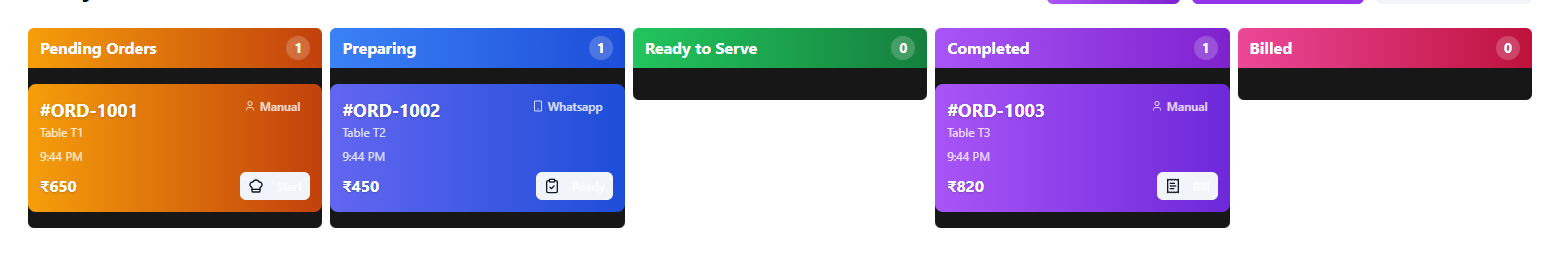 Pending Orders 1
#ORD-1001 Manual
Table T1
9:44 PM
₹650 Start
Preparing 1
#ORD-1002 Whatsapp
Table T2
9:44 PM
₹450 Ready
Ready to Serve 0
Completed 1
#ORD-1003 Manual
Table T3
9:44 PM
₹820 Bill
Billed 0